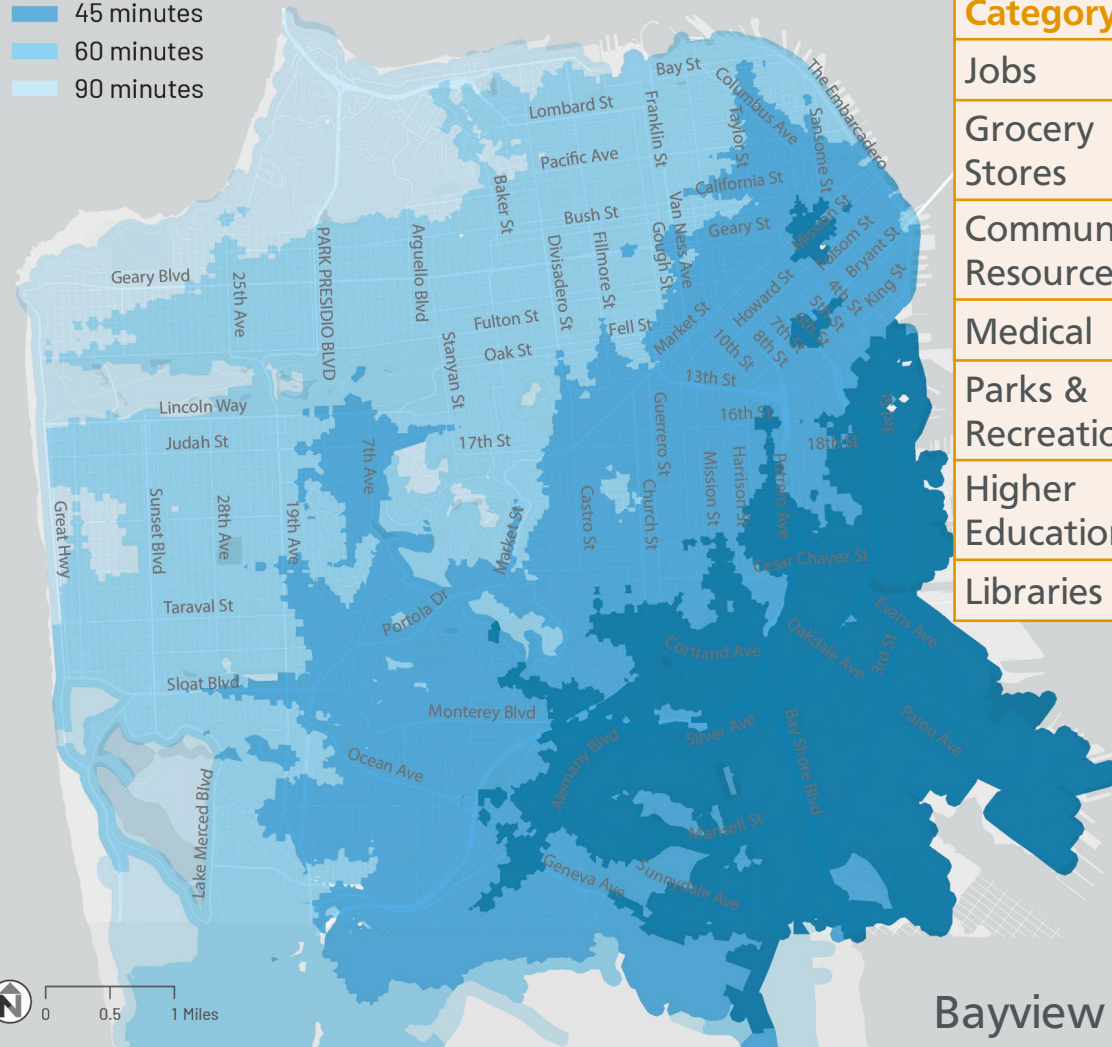 45 minutes
60 minutes
90 minutes
Category
Jobs
Grocery
Stores
Commun
Resource
Medical
Parks &
Recreatio
Higher
Education
Libraries
Bay St
Columbus Ave
The Embarcadero
Lombard St
Franklin St
Taylor St
Sansome St
Pacific Ave
California St
Baker St
Van Ness Ave
Bush St
Geary St
Mission St
Folsom St
Bryant St
PARK PRESIDIO BLVD
Arguello Blvd
Divisadero St
Fillmore St
Gough St
Geary Blvd
25th Ave
Howard St
4th St
King St
5th St
6th St
7th St
8th St
10th St
Fulton St
Fell St
Market St
Oak St
Stanyan St
13th St
Lincoln Way
Guerrero St
16th St
3rd St
Judah St
7th Ave
17th St
18th St
Mission St
Harrison St
Potrero Ave
Great Hwy
Sunset Blvd
28th Ave
19th Ave
Market St
Castro St
Church St
Cesar Chavez St
Taraval St
Portola Dr
Evans Ave
Cortland Ave
Oakdale Ave
3rd St
Sloat Blvd
Monterey Blvd
Silver Ave
Bay Shore Blvd
Palou Ave
Ocean Ave
Alemany Blvd
Lake Merced Blvd
Mansell St
Geneva Ave
Sunnydale Ave
N
0 0.5 1 Miles
Bayview